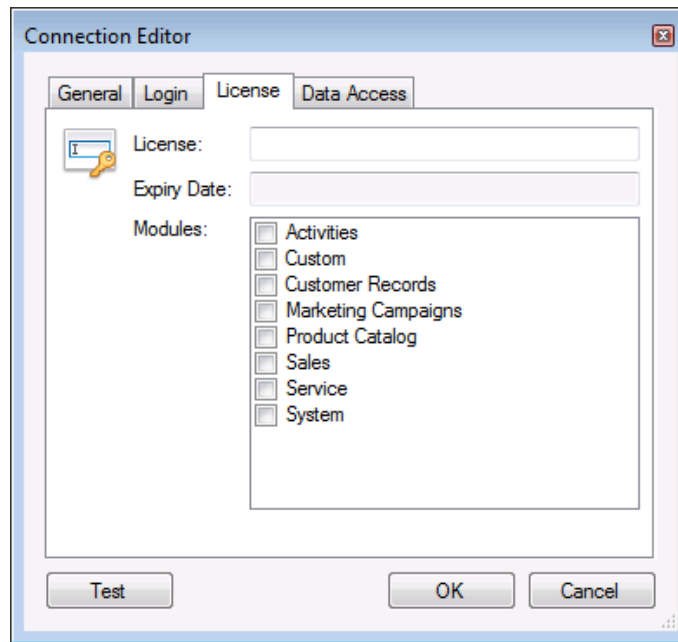 Connection Editor
General Login License Data Access
License:
Expiry Date:
Modules:
Activities
Custom
Customer Records
Marketing Campaigns
Product Catalog
Sales
Service
System
Test OK Cancel